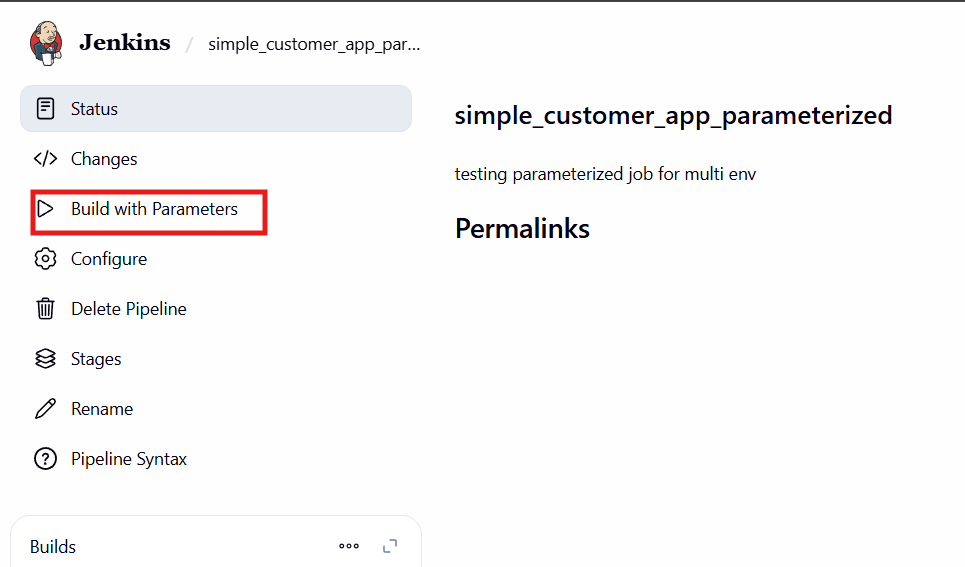 Jenkins / simple_customer_app_par...
Status
Changes
Build with Parameters
Configure
Delete Pipeline
Stages
Rename
Pipeline Syntax
Builds
simple_customer_app_parameterized
testing parameterized job for multi env
Permalinks